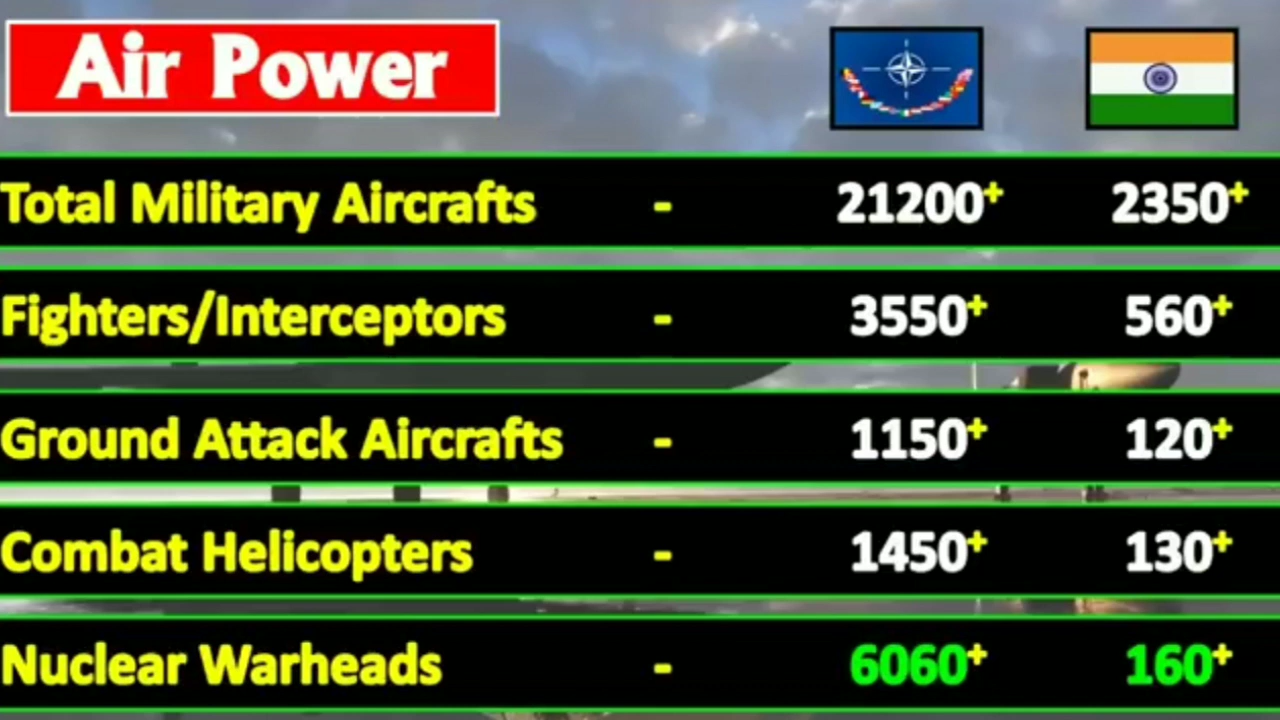 Air Power
Total Military Aircrafts - 21200+ 2350+
Fighters/Interceptors - 3550+ 560+
Ground Attack Aircrafts - 1150+ 120+
Combat Helicopters - 1450+ 130+
Nuclear Warheads - 6060+ 160+